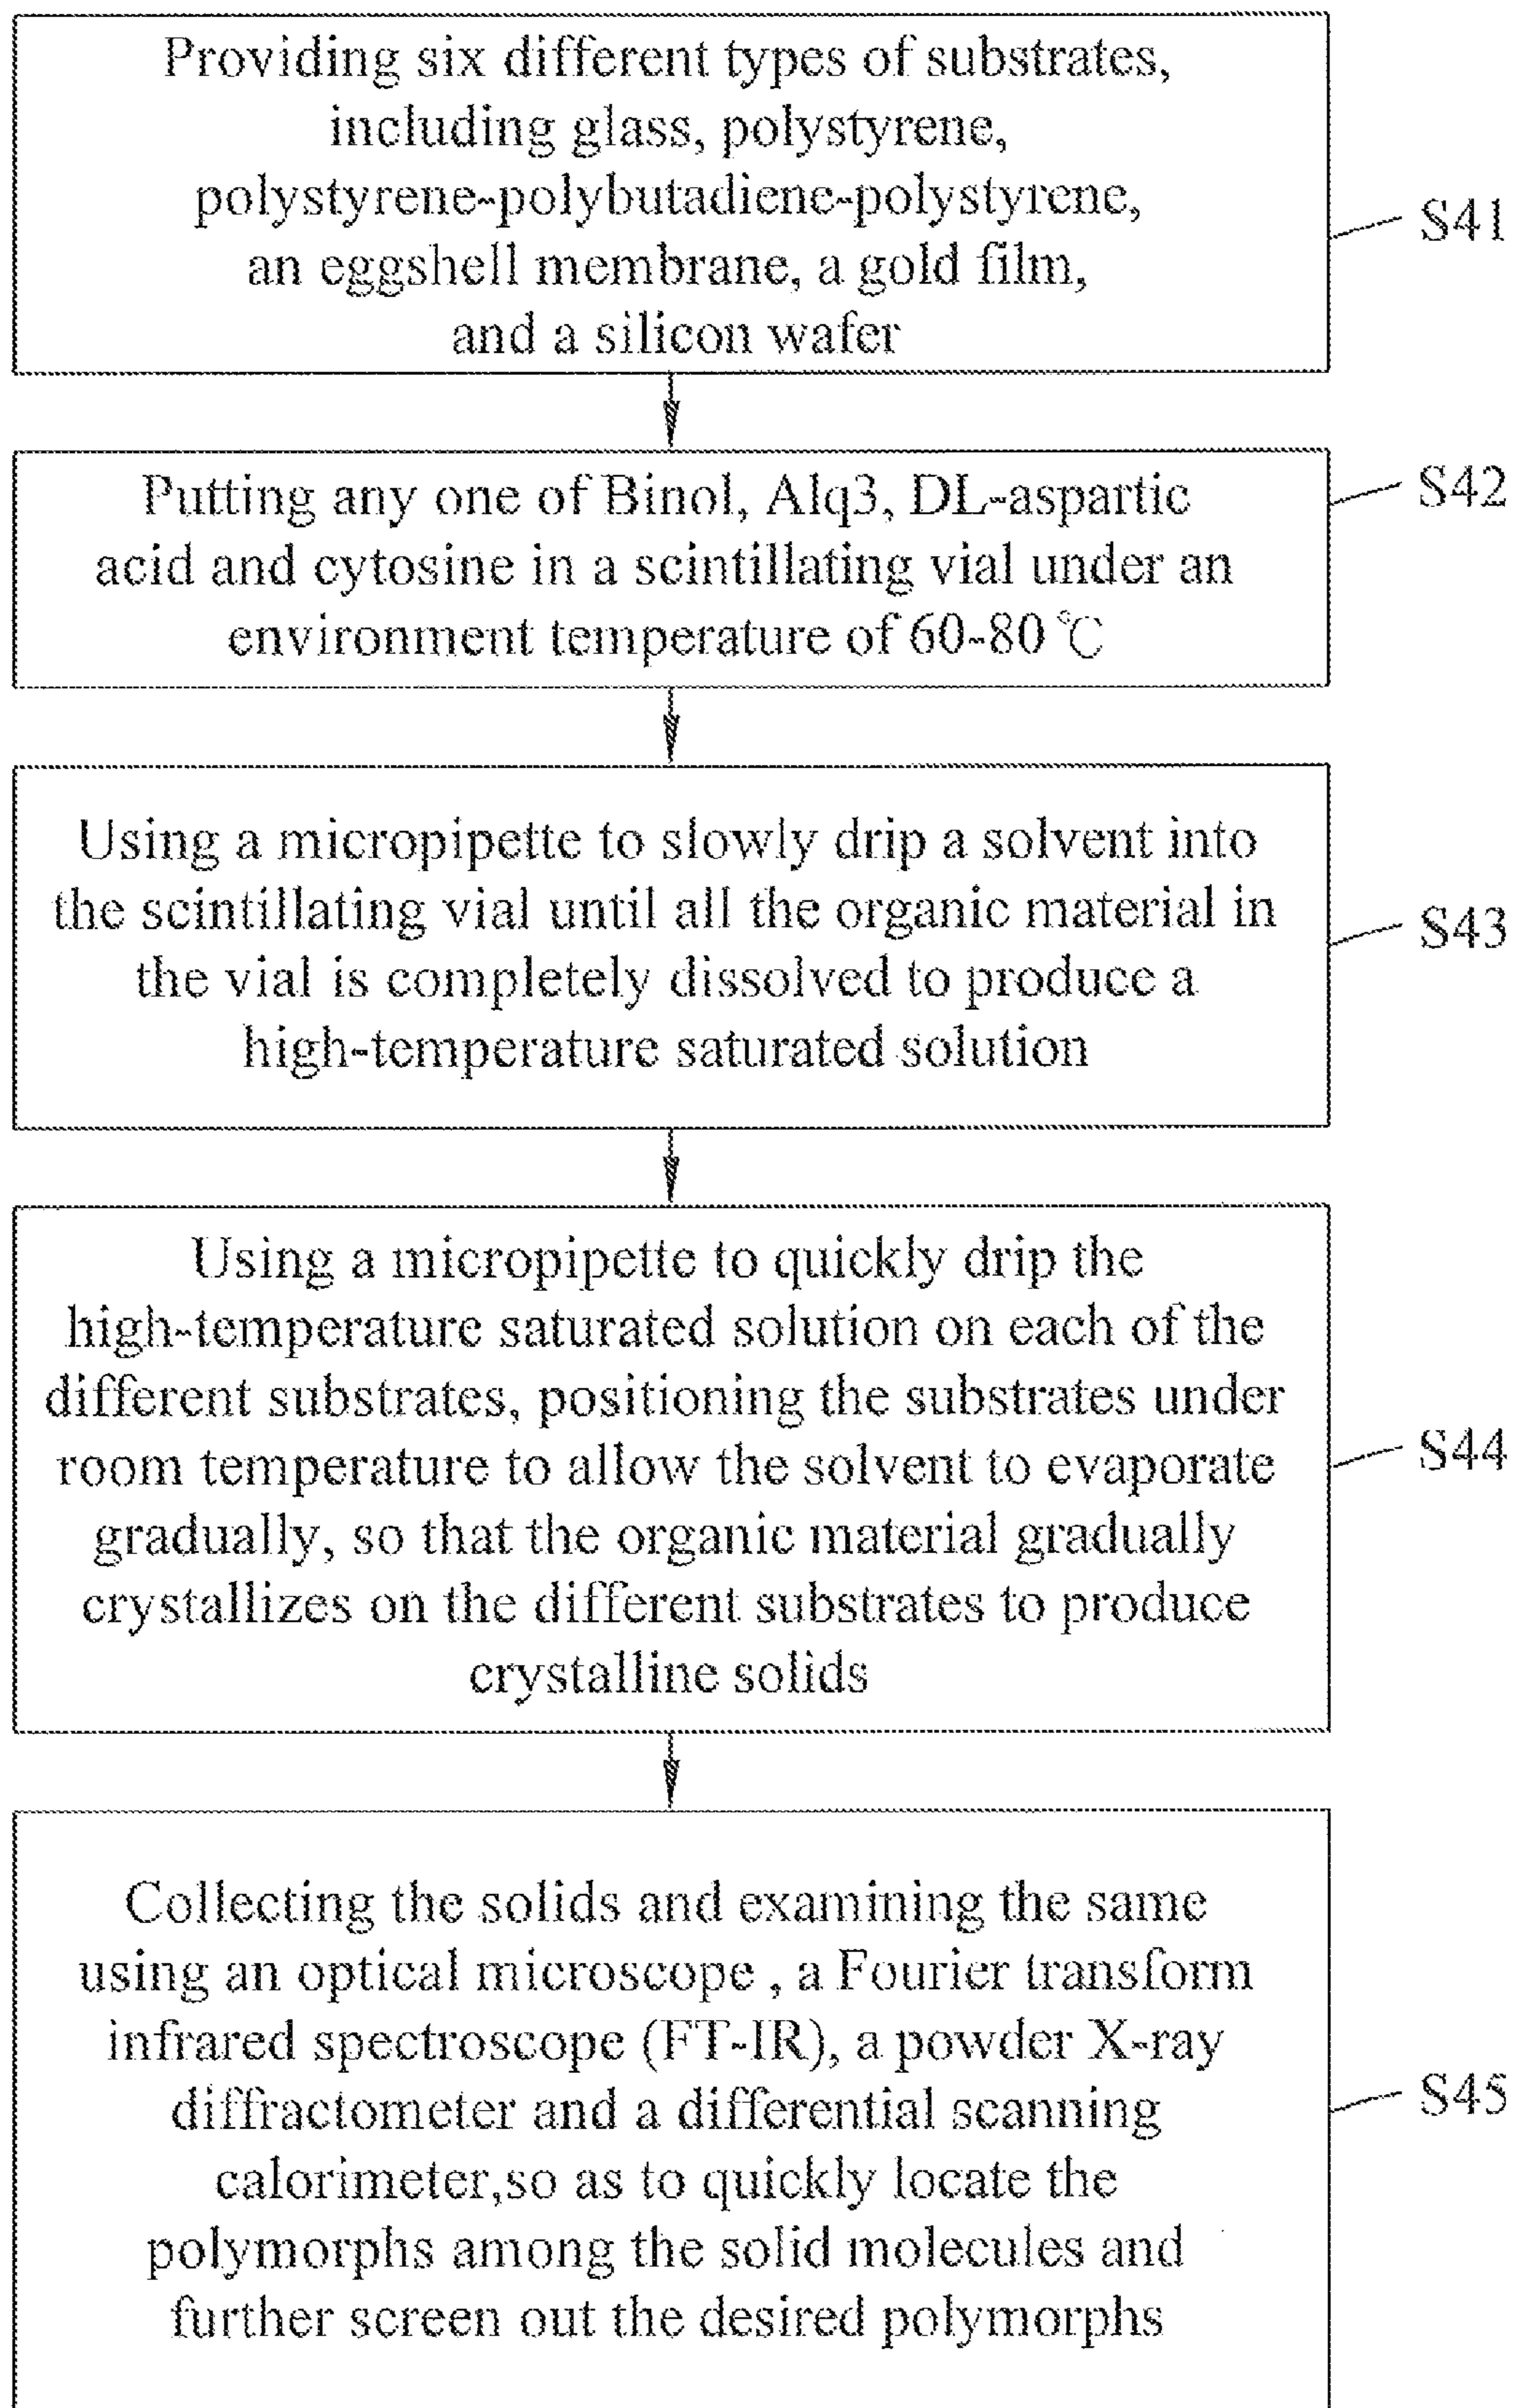 Providing six different types of substrates,
including glass, polystyrene,
polystyrene-polybutadiene-polystyrene,
an eggshell membrane, a gold film,
and a silicon wafer
S41
Putting any one of Binol, Alq3, DL-aspartic
acid and cytosine in a scintillating vial under an
environment temperature of 60~80℃
S42
Using a micropipette to slowly drip a solvent into
the scintillating vial until all the organic material in
the vial is completely dissolved to produce a
high-temperature saturated solution
S43
Using a micropipette to quickly drip the
high-temperature saturated solution on each of the
different substrates, positioning the substrates under
room temperature to allow the solvent to evaporate
gradually, so that the organic material gradually
crystallizes on the different substrates to produce
crystalline solids
S44
Collecting the solids and examining the same
using an optical microscope , a Fourier transform
infrared spectroscope (FT-IR), a powder X-ray
diffractometer and a differential scanning
calorimeter,so as to quickly locate the
polymorphs among the solid molecules and
further screen out the desired polymorphs
S45